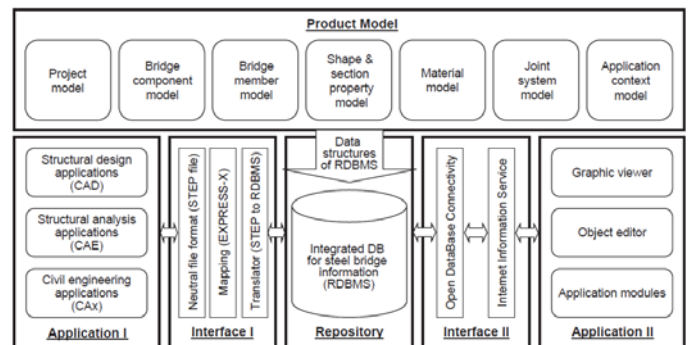 Product Model
Project
model
Bridge
component
model
Bridge
member
model
Shape &
section
property
model
Material
model
Joint
system
model
Application
context
model
Structural design
applications
(CAD)
Structural analysis
applications
(CAE)
Civil engineering
applications
(CAx)
Application I
Neutral file format (STEP file)
Mapping (EXPRESS-X)
Translator (STEP to RDBMS)
Interface I
Data
structures
of RDBMS
Integrated DB
for steel bridge
information
(RDBMS)
Repository
Open DataBase Connectivity
Internet Information Service
Interface II
Graphic viewer
Object editor
Application modules
Application II